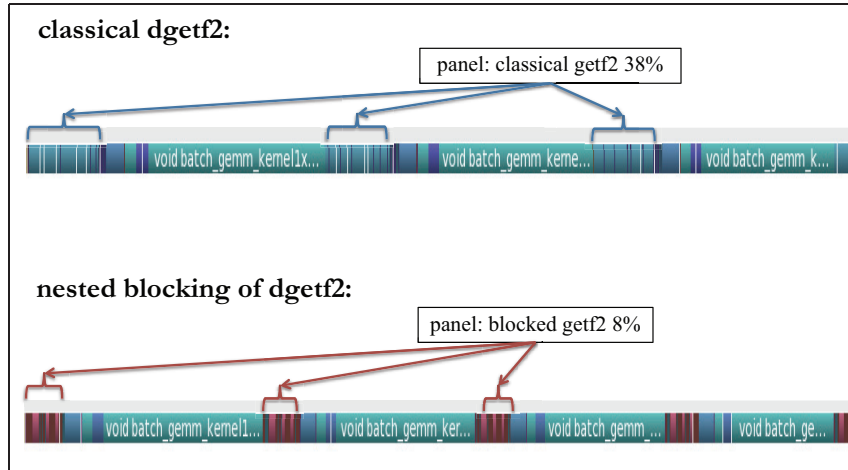 classical dgetf2:
panel: classical getf2 38%
void batch_gemm_kernel1x... void batch_gemm_kerne... void batch_gemm_k...
nested blocking of dgetf2:
panel: blocked getf2 8%
void batch_gemm_kernel1... void batch_gemm_ker... void batch_gemm_... void batch_ge...